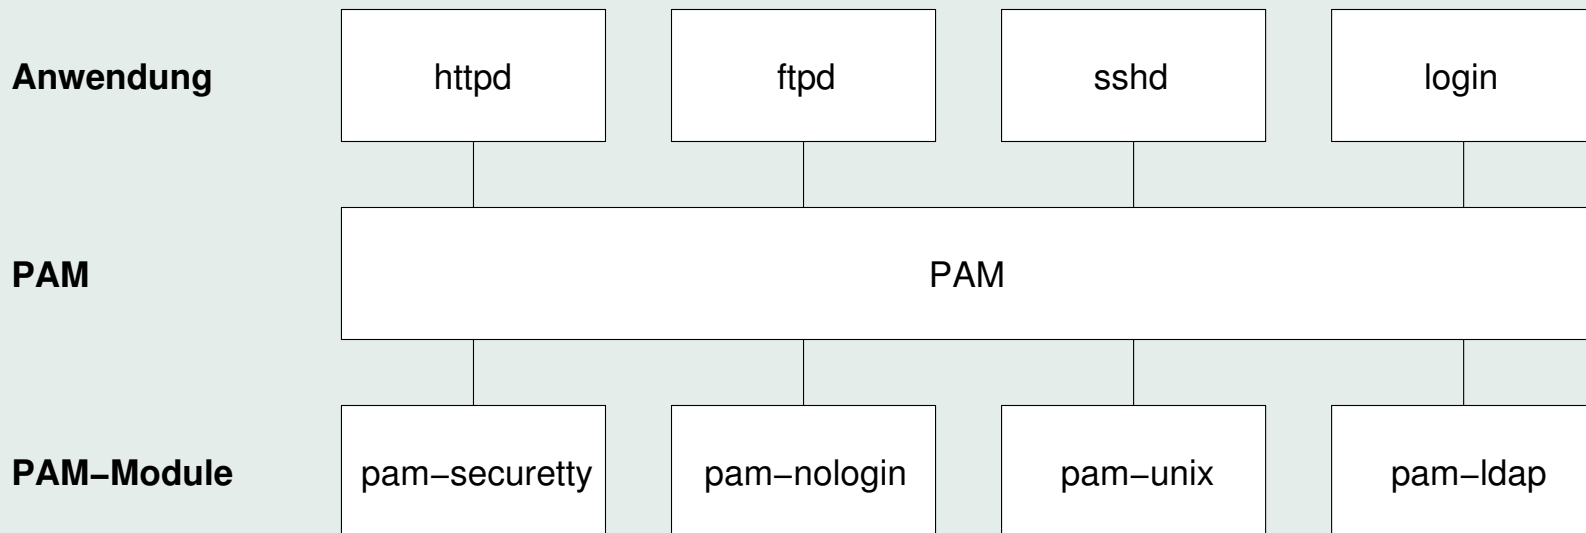 Anwendung httpd ftpd sshd login
PAM PAM
PAM−Module pam−securetty pam−nologin pam−unix pam−ldap